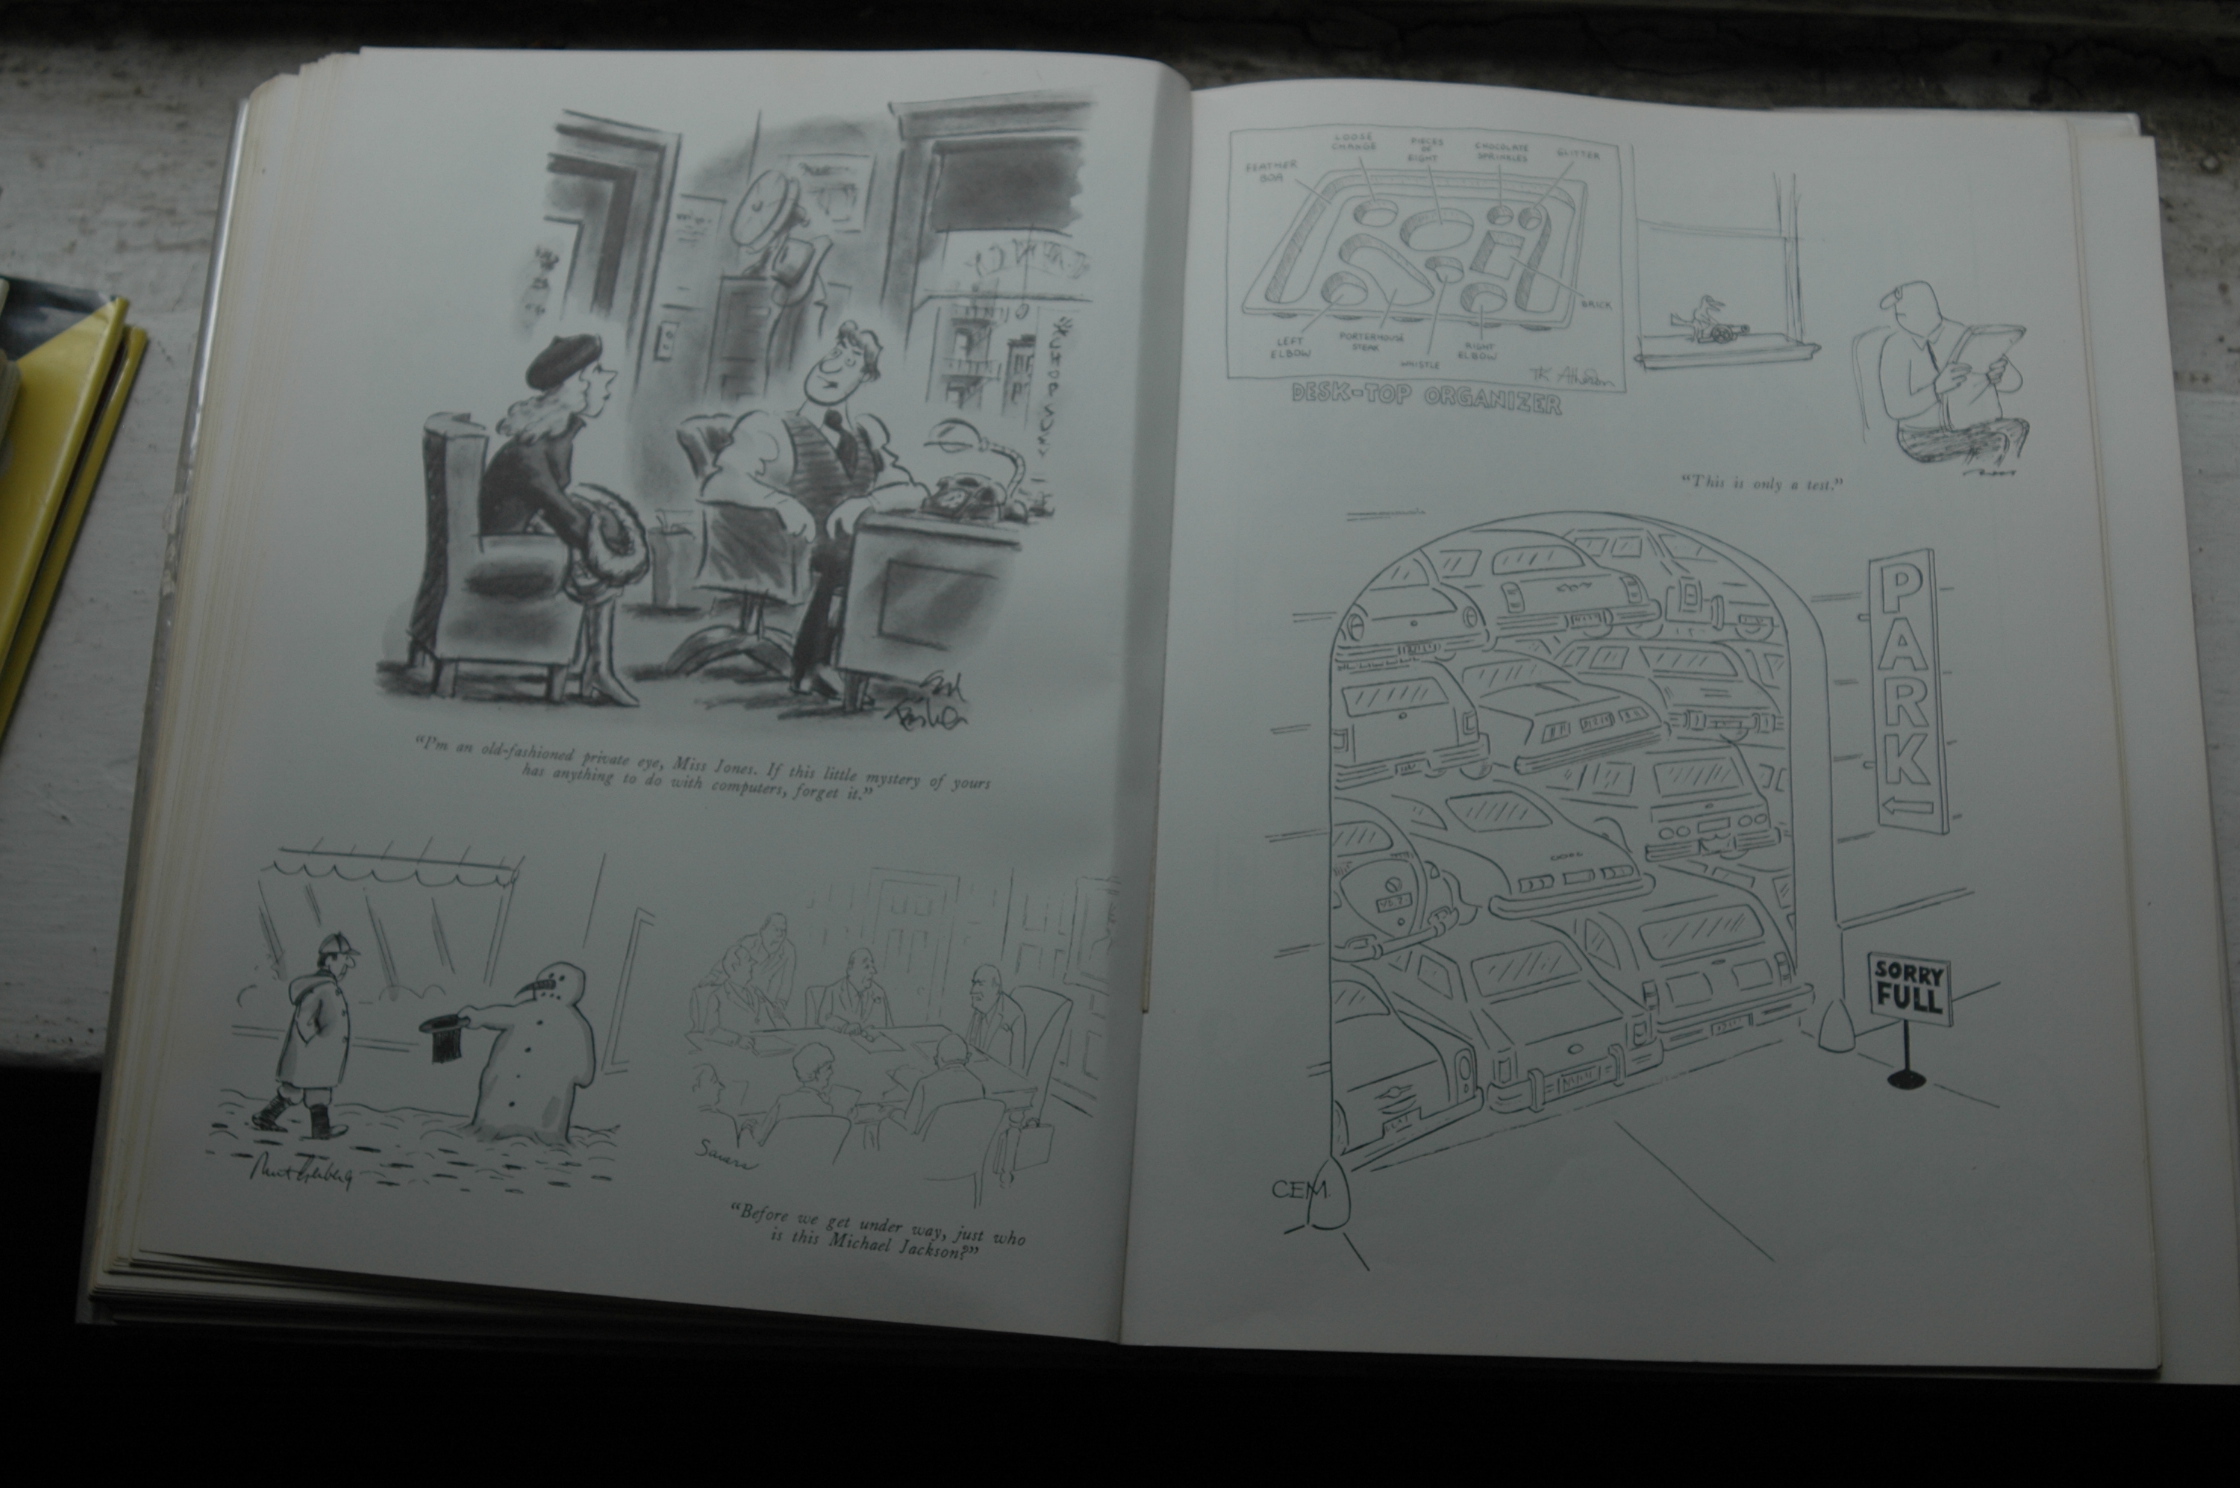 "I'm an old-fashioned private eye, Miss Jones. If this little mystery of yours
has anything to do with computers, forget it."
CHOP SUEY
"Before we get under way, just who
is this Michael Jackson?"
Savers
FEATHER
BOA
LOOSE
CHANGE
PIECES
OF
EIGHT
CHOCOLATE
SPRINKLES
GLITTER
BRICK
LEFT
ELBOW
PORTERHOUSE
STEAK
WHISTLE
RIGHT
ELBOW
TK Atherton
DESK-TOP ORGANIZER
"This is only a test."
PARK
SORRY
FULL
CEM